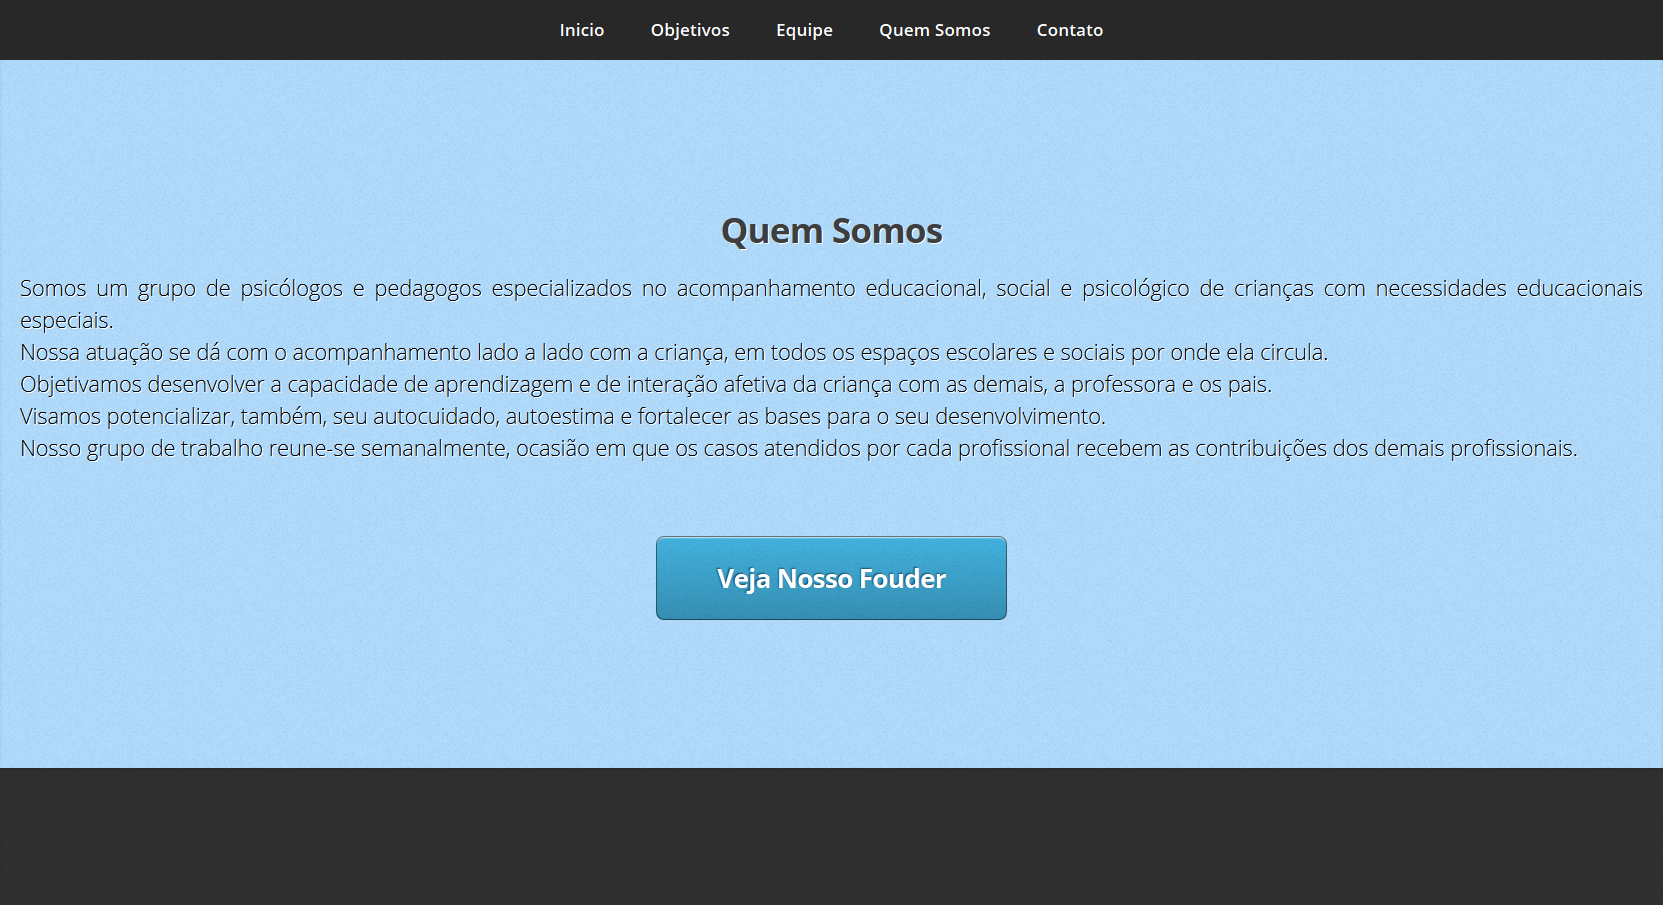 Inicio Objetivos Equipe Quem Somos Contato
Quem Somos
Somos um grupo de psicólogos e pedagogos especializados no acompanhamento educacional, social e psicológico de crianças com necessidades educacionais
especiais.
Nossa atuação se dá com o acompanhamento lado a lado com a criança, em todos os espaços escolares e sociais por onde ela circula.
Objetivamos desenvolver a capacidade de aprendizagem e de interação afetiva da criança com as demais, a professora e os pais.
Visamos potencializar, também, seu autocuidado, autoestima e fortalecer as bases para o seu desenvolvimento.
Nosso grupo de trabalho reune-se semanalmente, ocasião em que os casos atendidos por cada profissional recebem as contribuições dos demais profissionais.
Veja Nosso Fouder